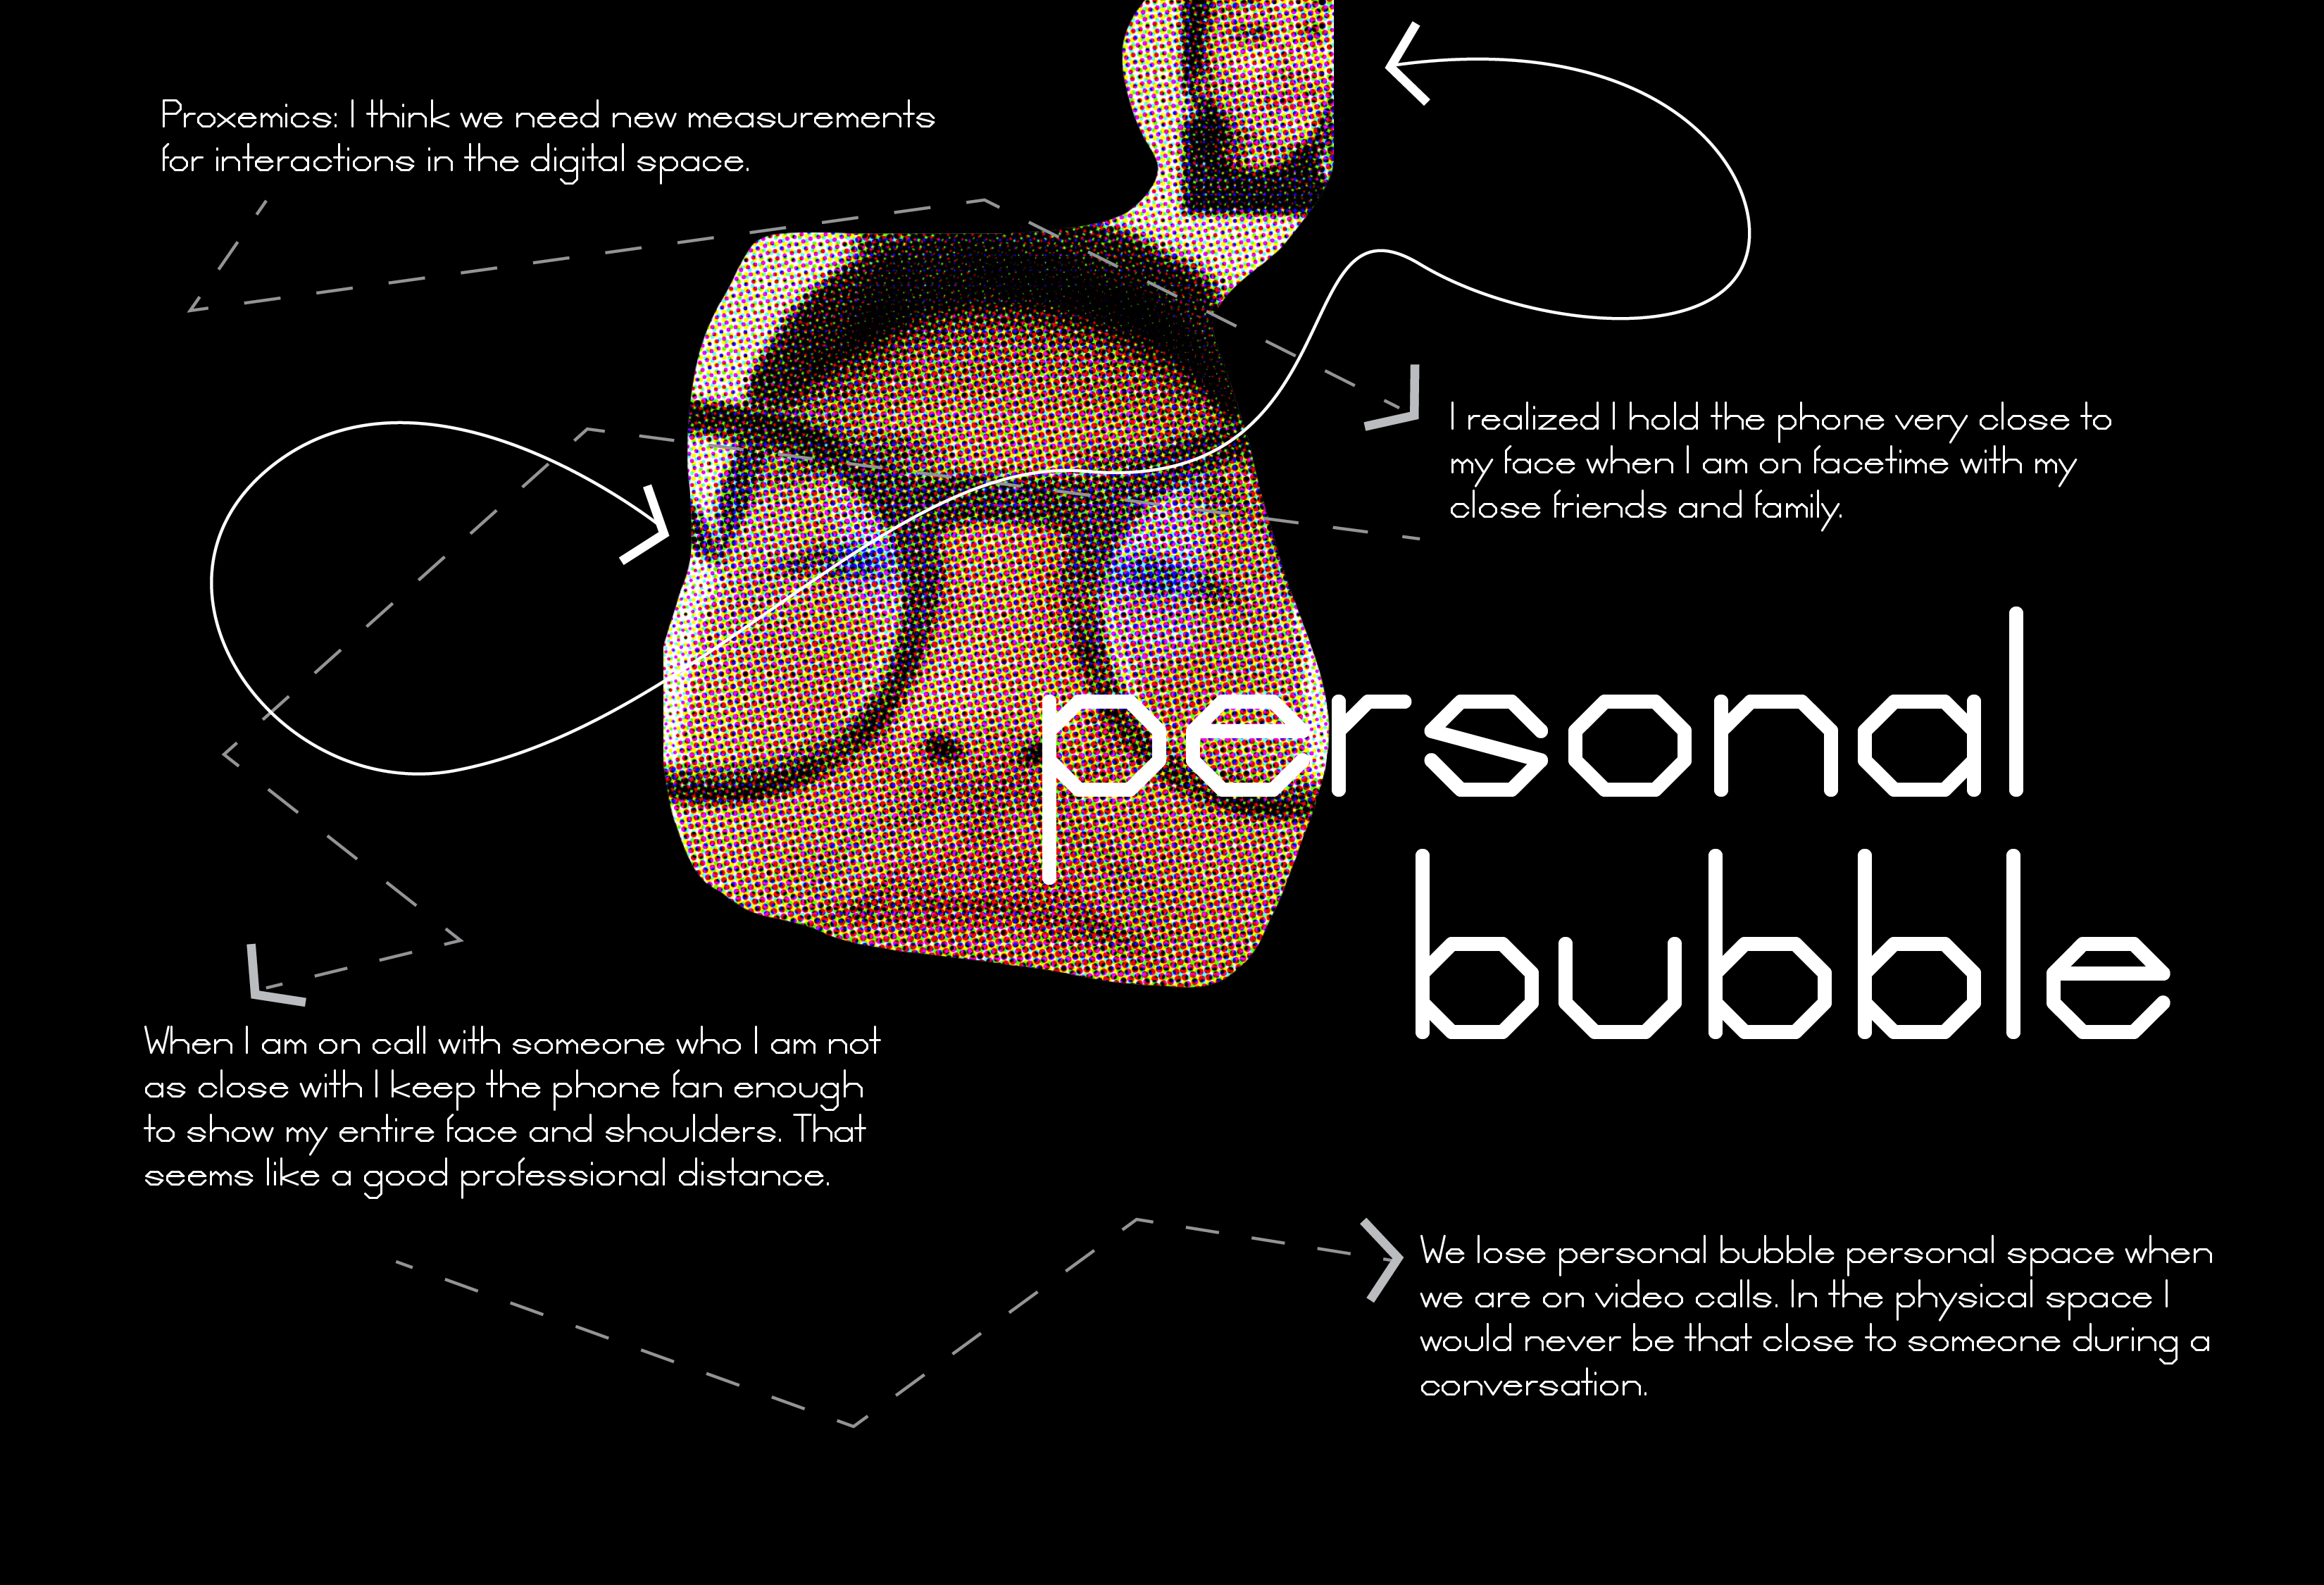 Proxemics: I think we need new measurements
for interactions in the digital space.
I realized I hold the phone very close to
my face when I am on facetime with my
close friends and family.
personal
bubble
When I am on call with someone who I am not
as close with I keep the phone fan enough
to show my entire face and shoulders. That
seems like a good professional distance.
We lose personal bubble personal space when
we are on video calls. In the physical space I
would never be that close to someone during a
conversation.